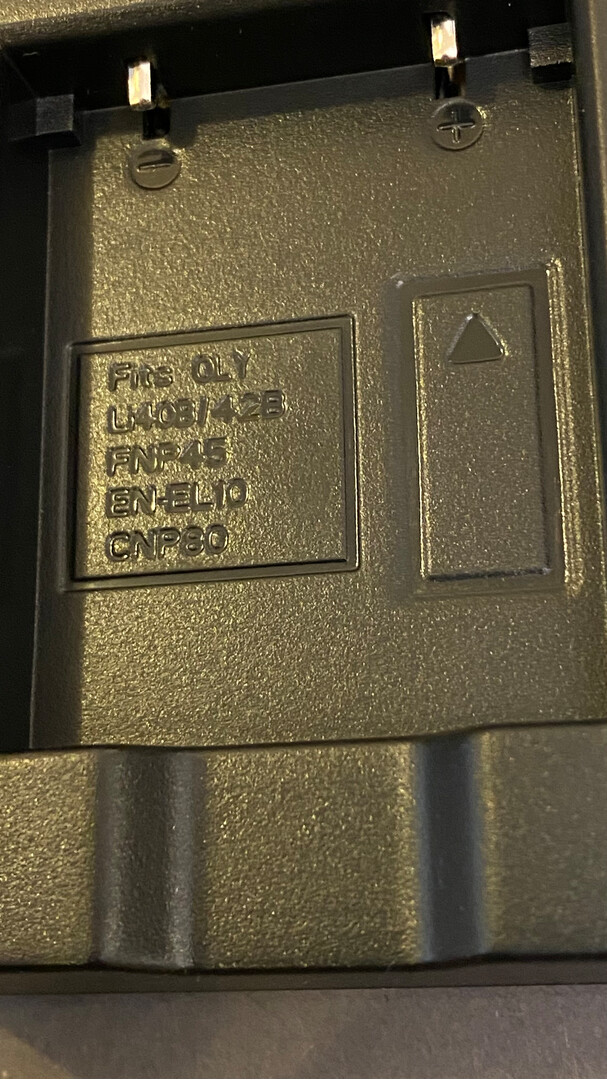 Fits OLY
Li40B/42B
FNP45
EN-EL10
CNP80